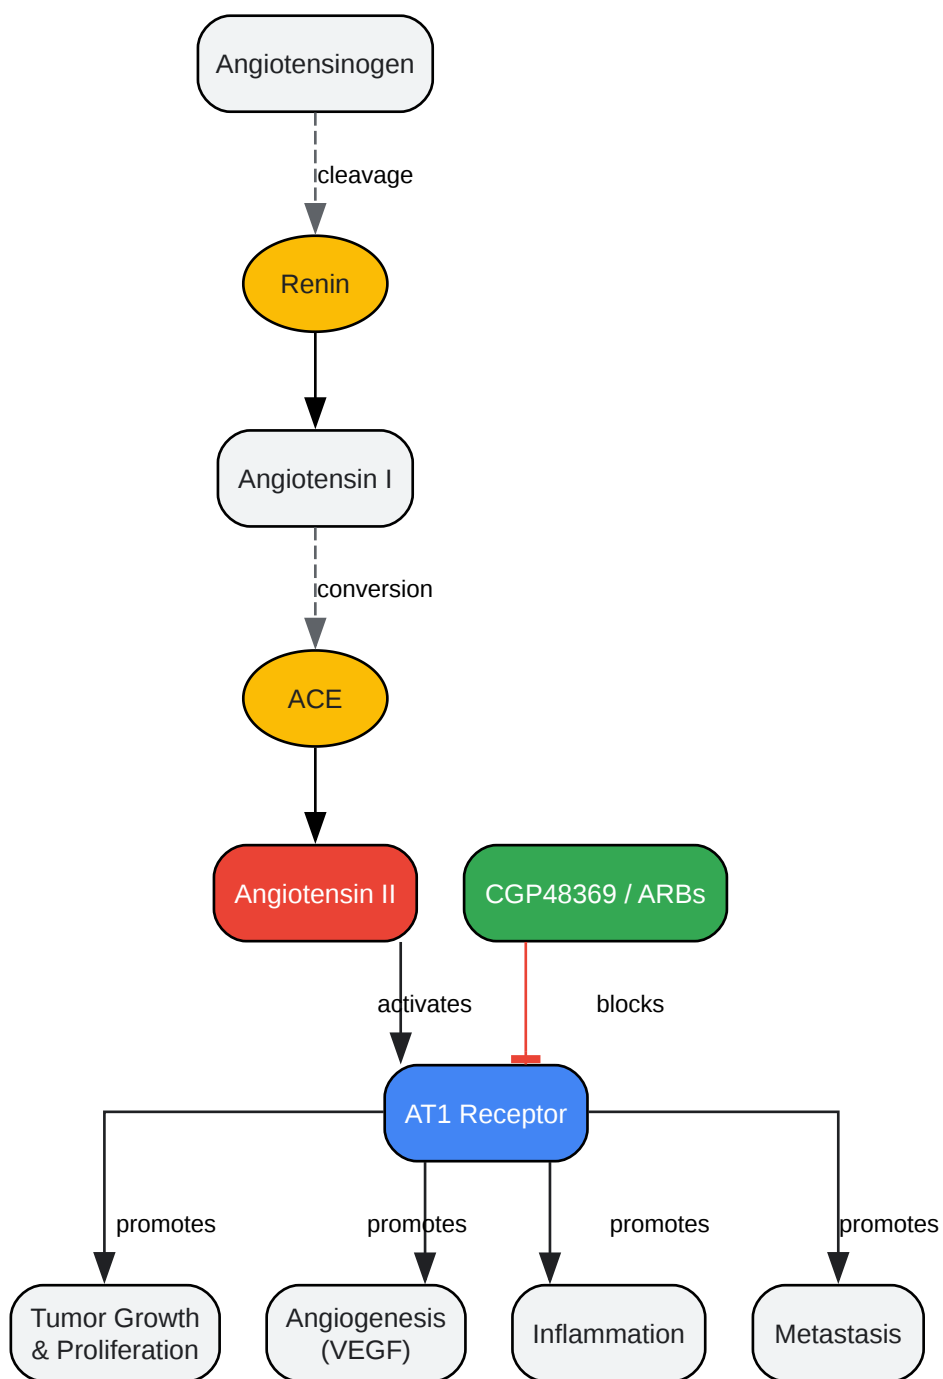 Angiotensinogen
cleavage
Renin
Angiotensin I
conversion
ACE
Angiotensin II
CGP48369 / ARBs
activates
blocks
AT1 Receptor
promotes
promotes
promotes
promotes
Tumor Growth
& Proliferation
Angiogenesis
(VEGF)
Inflammation
Metastasis